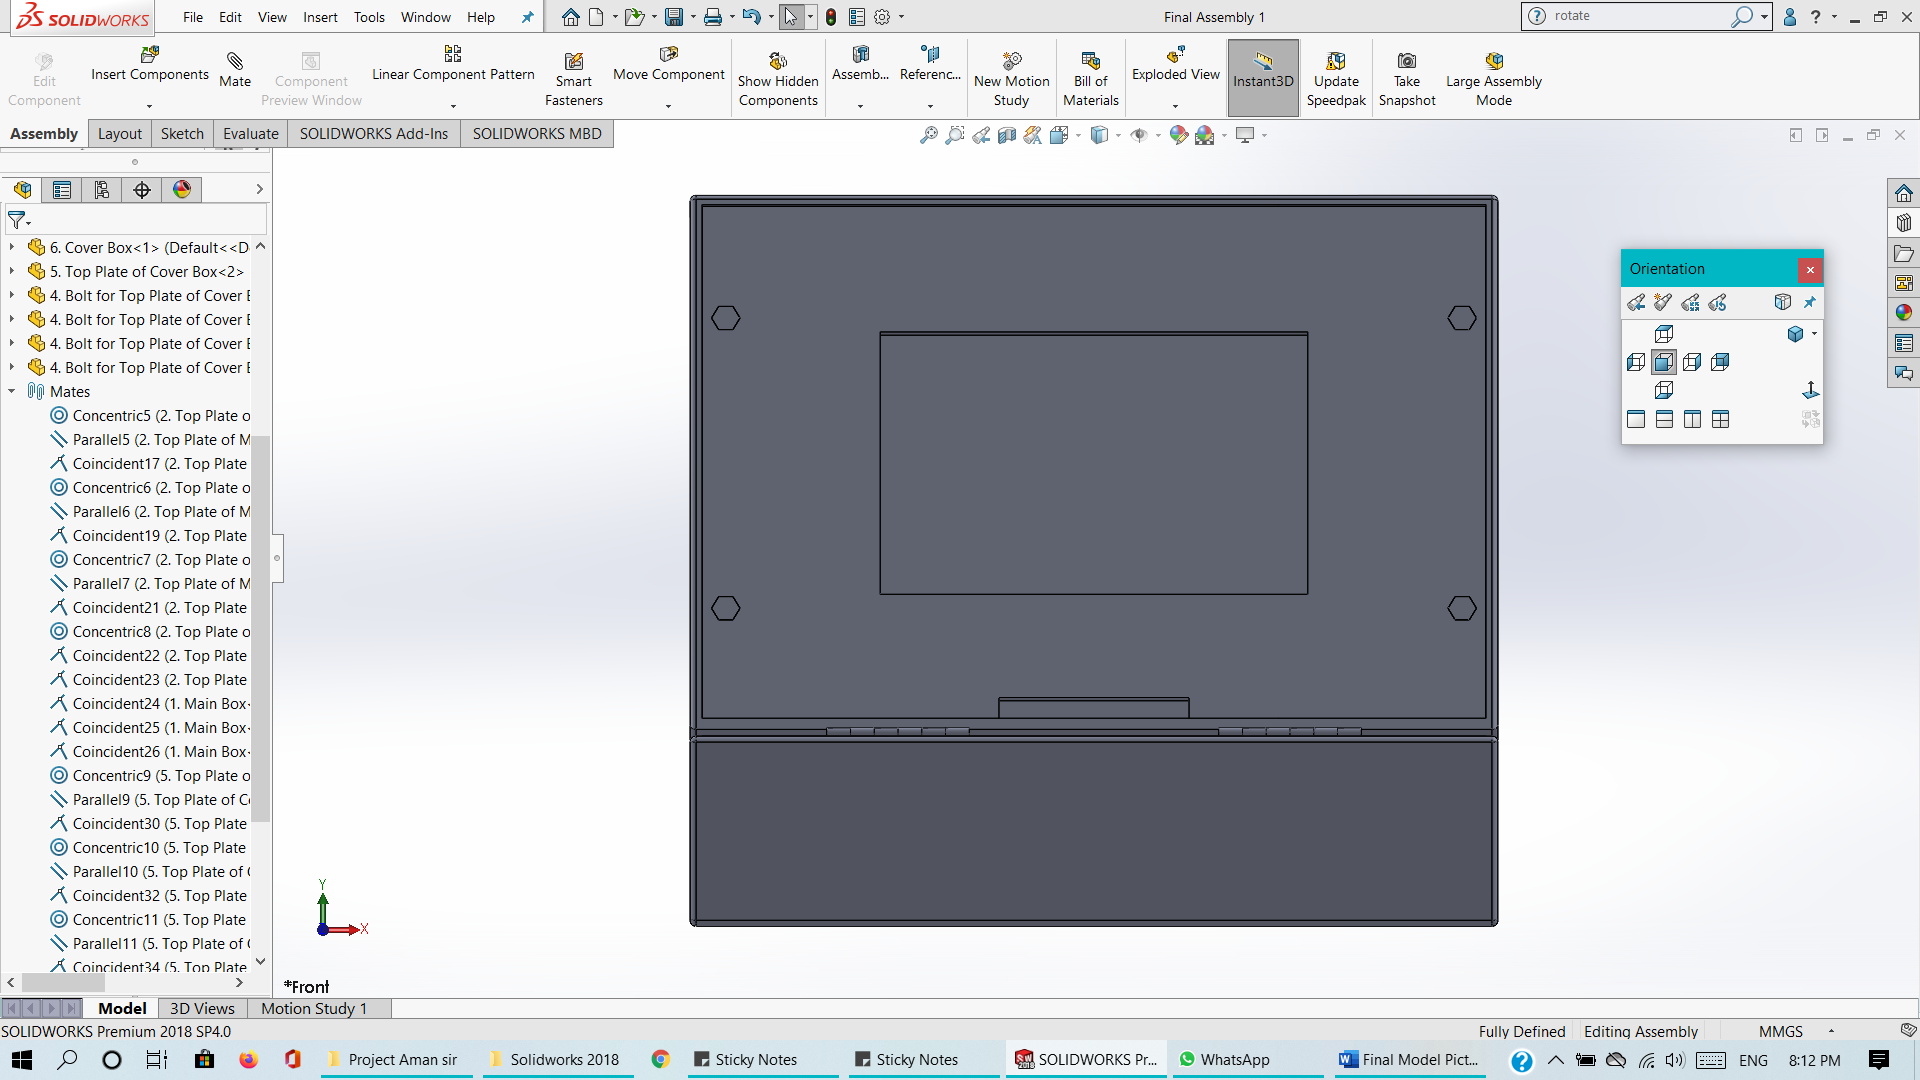 SOLIDWORKS File Edit View Insert Tools Window Help Final Assembly 1 rotate
Edit Component
Insert Components
Mate
Component Preview Window
Linear Component Pattern
Smart Fasteners
Move Component
Show Hidden Components
Assemb...
Referenc...
New Motion Study
Bill of Materials
Exploded View
Instant3D
Update Speedpak
Take Snapshot
Large Assembly Mode
Assembly Layout Sketch Evaluate SOLIDWORKS Add-Ins SOLIDWORKS MBD
6. Cover Box<1> (Default<<D
5. Top Plate of Cover Box<2>
4. Bolt for Top Plate of Cover
4. Bolt for Top Plate of Cover
4. Bolt for Top Plate of Cover
4. Bolt for Top Plate of Cover
Mates
Concentric5 (2. Top Plate o
Parallel5 (2. Top Plate of M
Coincident17 (2. Top Plate
Concentric6 (2. Top Plate o
Parallel6 (2. Top Plate of M
Coincident19 (2. Top Plate
Concentric7 (2. Top Plate o
Parallel7 (2. Top Plate of M
Coincident21 (2. Top Plate
Concentric8 (2. Top Plate o
Coincident22 (2. Top Plate
Coincident23 (2. Top Plate
Coincident24 (1. Main Box
Coincident25 (1. Main Box
Coincident26 (1. Main Box
Concentric9 (5. Top Plate o
Parallel9 (5. Top Plate of C
Coincident30 (5. Top Plate
Concentric10 (5. Top Plate
Parallel10 (5. Top Plate of
Coincident32 (5. Top Plate
Concentric11 (5. Top Plate
Parallel11 (5. Top Plate of
Coincident34 (5. Top Plate
Orientation
Y
X
*Front
Model 3D Views Motion Study 1
SOLIDWORKS Premium 2018 SP4.0 Fully Defined Editing Assembly MMGS
Project Aman sir Solidworks 2018 Sticky Notes Sticky Notes SOLIDWORKS Pr... WhatsApp Final Model Pict... ENG 8:12 PM